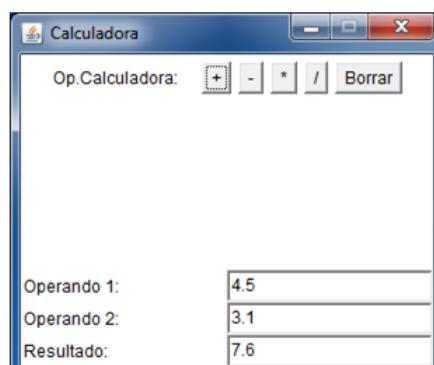 Calculadora
Op.Calculadora: + - * / Borrar
Operando 1: 4.5
Operando 2: 3.1
Resultado: 7.6